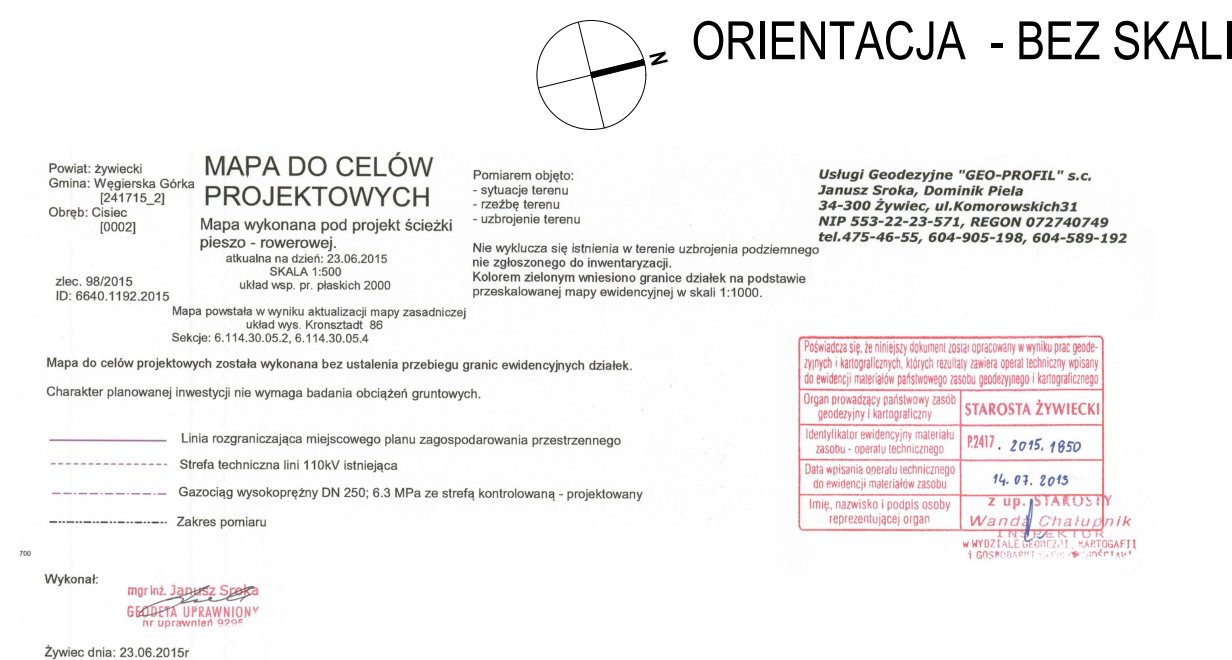 N
ORIENTACJA - BEZ SKALI
Powiat: żywiecki
Gmina: Węgierska Górka
[241715_2]
Obręb: Cisiec
[0002]
zlec. 98/2015
ID: 6640.1192.2015
MAPA DO CELÓW
PROJEKTOWYCH
Mapa wykonana pod projekt ścieżki
pieszo - rowerowej.
atkualna na dzień: 23.06.2015
SKALA 1:500
układ wsp. pr. płaskich 2000
Mapa powstała w wyniku aktualizacji mapy zasadniczej
układ wys. Kronsztadt 86
Sekcje: 6.114.30.05.2, 6.114.30.05.4
Pomiarem objęto:
- sytuacje terenu
- rzeźbę terenu
- uzbrojenie terenu
Nie wyklucza się istnienia w terenie uzbrojenia podziemnego
nie zgłoszonego do inwentaryzacji.
Kolorem zielonym wniesiono granice działek na podstawie
przeskalowanej mapy ewidencyjnej w skali 1:1000.
Usługi Geodezyjne "GEO-PROFIL" s.c.
Janusz Sroka, Dominik Piela
34-300 Żywiec, ul.Komorowskich31
NIP 553-22-23-571, REGON 072740749
tel.475-46-55, 604-905-198, 604-589-192
Mapa do celów projektowych została wykonana bez ustalenia przebiegu granic ewidencyjnych działek.
Charakter planowanej inwestycji nie wymaga badania obciążeń gruntowych.
Linia rozgraniczająca miejscowego planu zagospodarowania przestrzennego
Strefa techniczna lini 110kV istniejąca
Gazociąg wysokoprężny DN 250; 6.3 MPa ze strefą kontrolowaną - projektowany
Zakres pomiaru
Poświadcza się, że niniejszy dokument został opracowany w wyniku prac geode-
zyjnych i kartograficznych, których rezultaty zawiera operat techniczny wpisany
do ewidencji materiałów państwowego zasobu geodezyjnego i kartograficznego
Organ prowadzący państwowy zasób
geodezyjny i kartograficzny
STAROSTA ŻYWIECKI
Identyfikator ewidencyjny materiału
zasobu - operatu technicznego
P.2417. 2015. 1850
Data wpisania operatu technicznego
do ewidencji materiałów zasobu
14. 07. 2015
Imię, nazwisko i podpis osoby
reprezentującej organ
z up. STAROSTY
Wanda Chałupnik
INSPEKTOR
w WYDZIALE GEODEZJI, KARTOGAFII
i GOSPODARKI
700
Wykonał:
mgr inż. Janusz Sroka
GEODETA UPRAWNIONY
nr uprawnień 9295
Żywiec dnia: 23.06.2015r